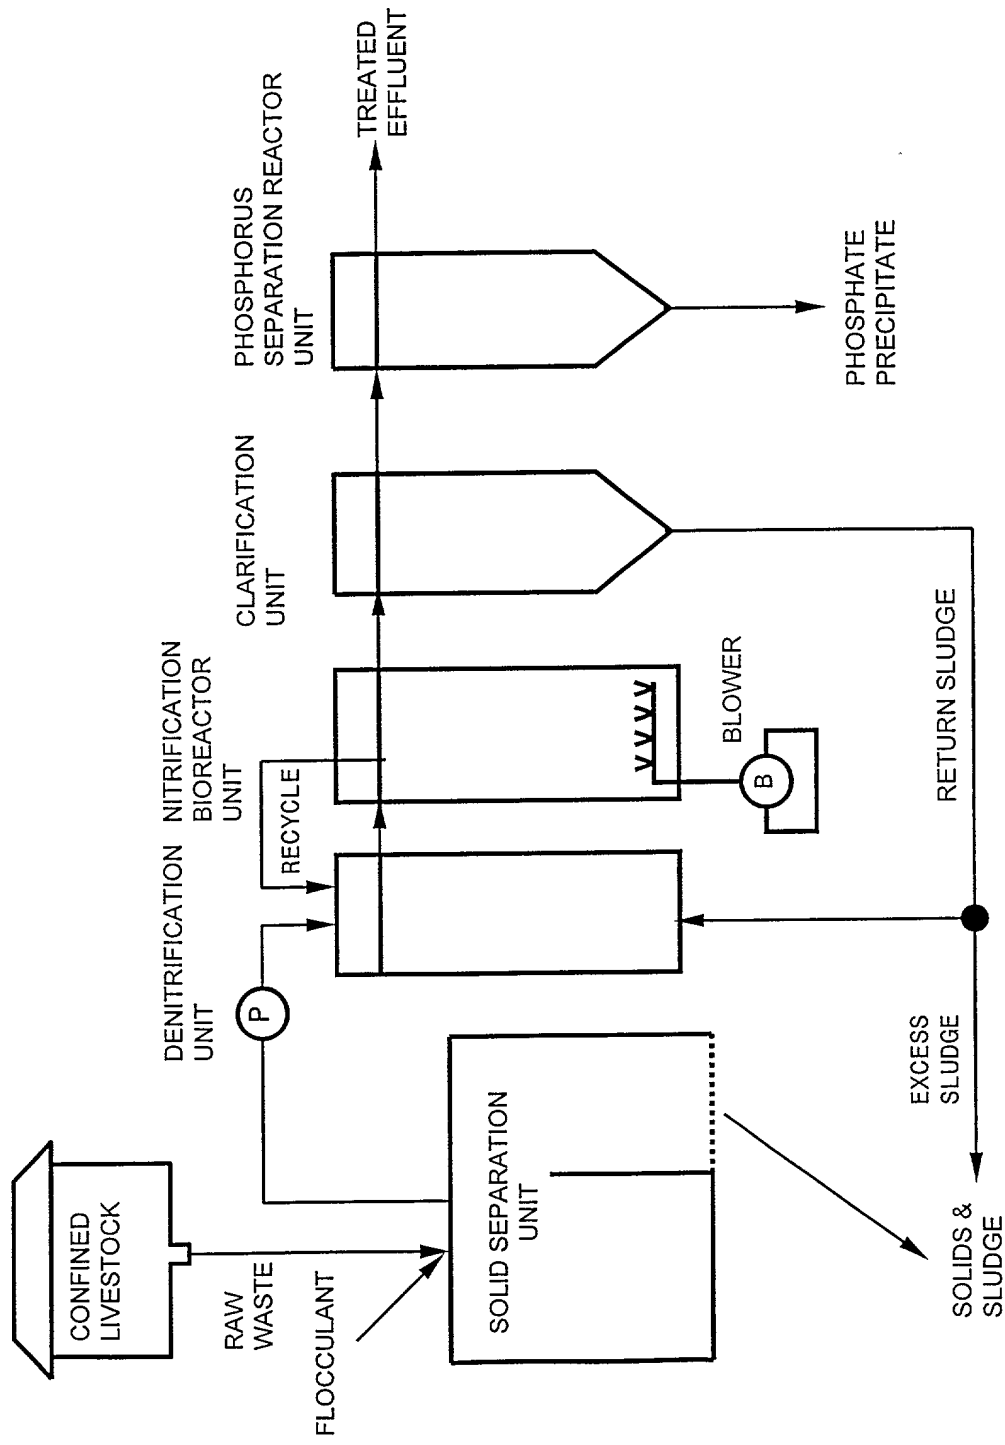 CONFINED
LIVESTOCK
RAW
WASTE
FLOCCULANT
SOLID SEPARATION
UNIT
SOLIDS &
SLUDGE
P
DENITRIFICATION
UNIT
RECYCLE
NITRIFICATION
BIOREACTOR
UNIT
BLOWER
B
CLARIFICATION
UNIT
RETURN SLUDGE
EXCESS
SLUDGE
PHOSPHORUS
SEPARATION REACTOR
UNIT
PHOSPHATE
PRECIPITATE
TREATED
EFFLUENT